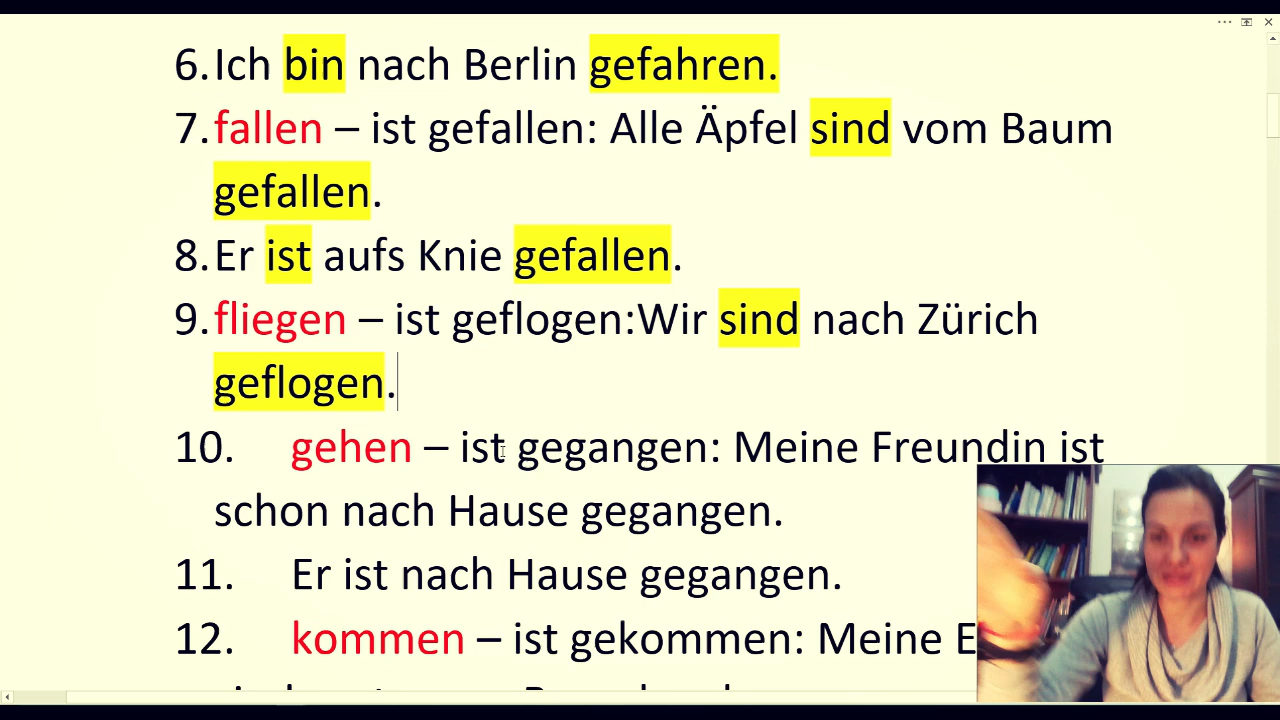 6. Ich bin nach Berlin gefahren.
7. fallen – ist gefallen: Alle Äpfel sind vom Baum
gefallen.
8. Er ist aufs Knie gefallen.
9. fliegen – ist geflogen:Wir sind nach Zürich
geflogen.
10. gehen – ist gegangen: Meine Freundin ist
schon nach Hause gegangen.
11. Er ist nach Hause gegangen.
12. kommen – ist gekommen: Meine